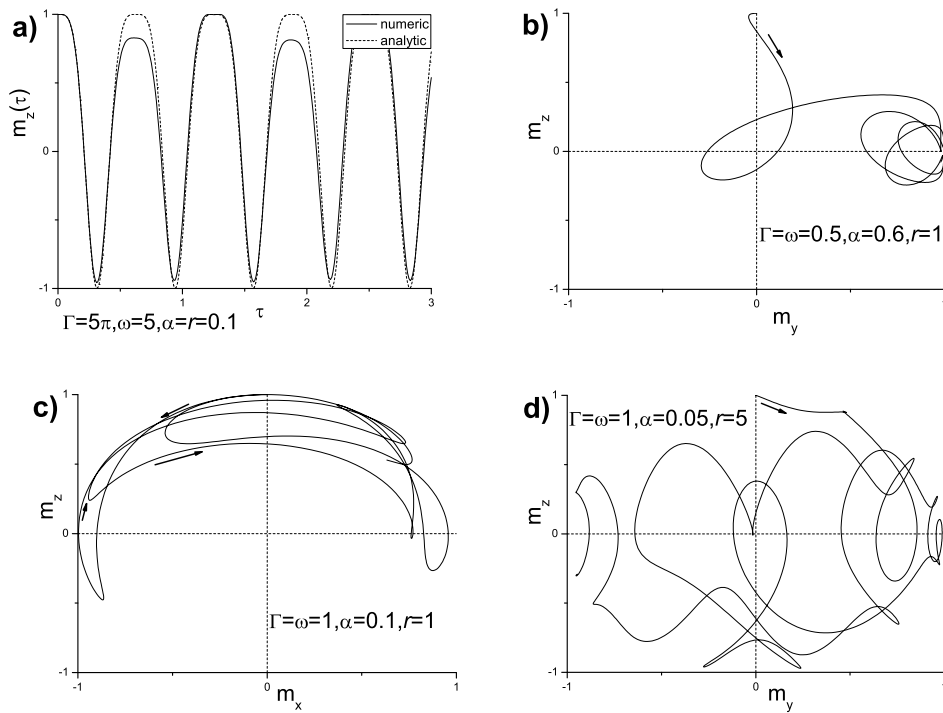 a)
numeric
analytic
1
0
-1
m_z(τ)
0
1
2
3
τ
Γ=5π,ω=5,α=r=0.1
b)
1
0
-1
m_z
Γ=ω=0.5,α=0.6,r=1
-1
0
1
m_y
c)
1
0
-1
m_z
Γ=ω=1,α=0.1,r=1
-1
0
1
m_x
d)
1
0
-1
m_z
Γ=ω=1,α=0.05,r=5
-1
0
1
m_y